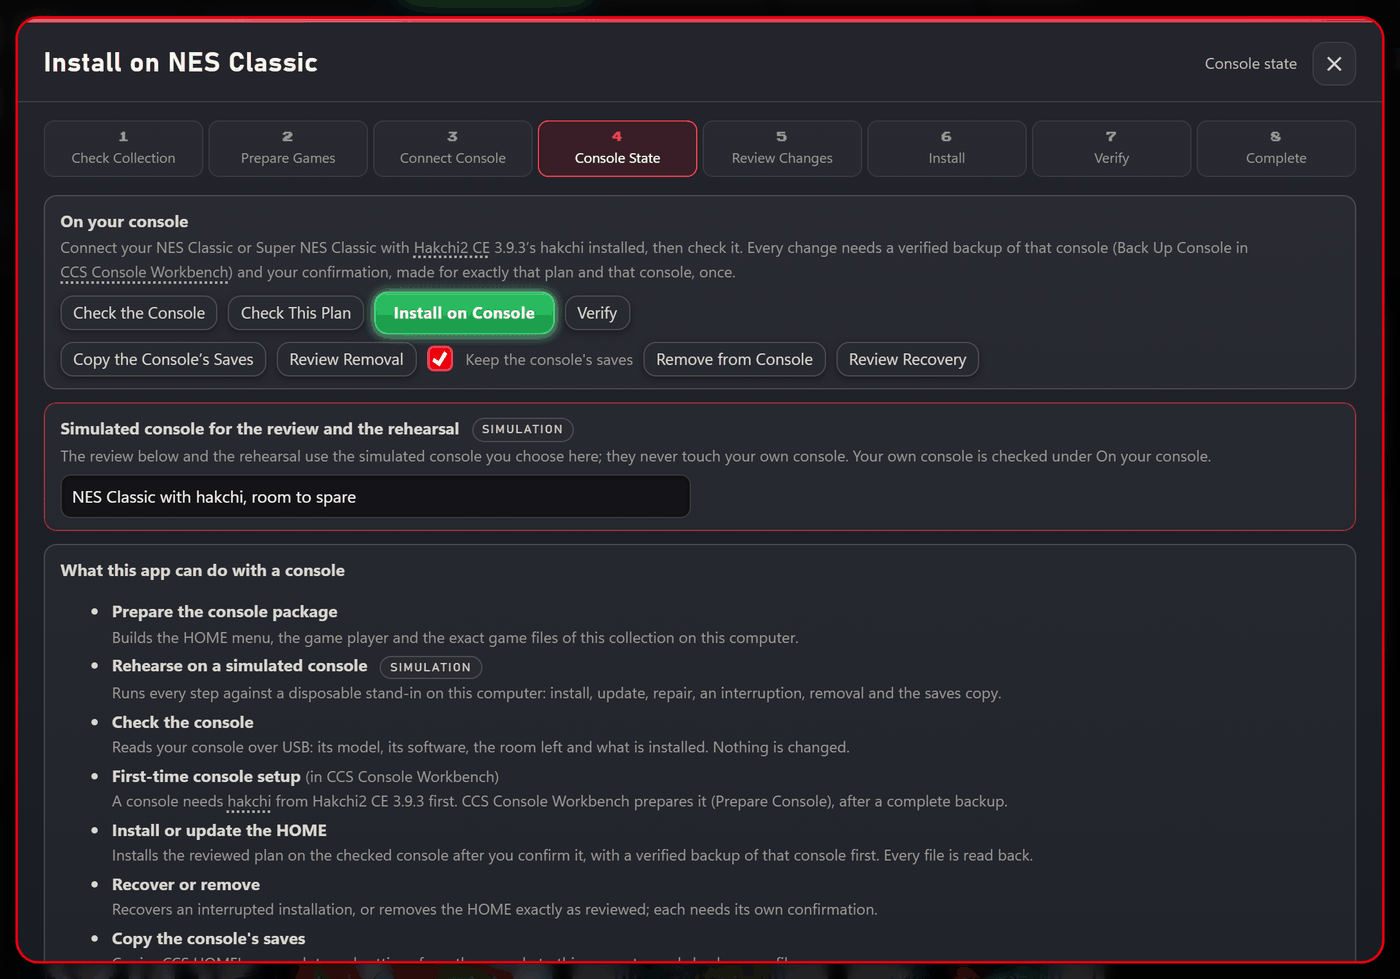 Install on NES Classic
Console state
1
Check Collection
2
Prepare Games
3
Connect Console
4
Console State
5
Review Changes
6
Install
7
Verify
8
Complete
On your console
Connect your NES Classic or Super NES Classic with Hakchi2 CE 3.9.3's hakchi installed, then check it. Every change needs a verified backup of that console (Back Up Console in
CCS Console Workbench) and your confirmation, made for exactly that plan and that console, once.
Check the Console
Check This Plan
Install on Console
Verify
Copy the Console's Saves
Review Removal
Keep the console's saves
Remove from Console
Review Recovery
Simulated console for the review and the rehearsal SIMULATION
The review below and the rehearsal use the simulated console you choose here; they never touch your own console. Your own console is checked under On your console.
NES Classic with hakchi, room to spare
What this app can do with a console
• Prepare the console package
Builds the HOME menu, the game player and the exact game files of this collection on this computer.
• Rehearse on a simulated console SIMULATION
Runs every step against a disposable stand-in on this computer: install, update, repair, an interruption, removal and the saves copy.
• Check the console
Reads your console over USB: its model, its software, the room left and what is installed. Nothing is changed.
• First-time console setup (in CCS Console Workbench)
A console needs hakchi from Hakchi2 CE 3.9.3 first. CCS Console Workbench prepares it (Prepare Console), after a complete backup.
• Install or update the HOME
Installs the reviewed plan on the checked console after you confirm it, with a verified backup of that console first. Every file is read back.
• Recover or remove
Recovers an interrupted installation, or removes the HOME exactly as reviewed; each needs its own confirmation.
• Copy the console's saves